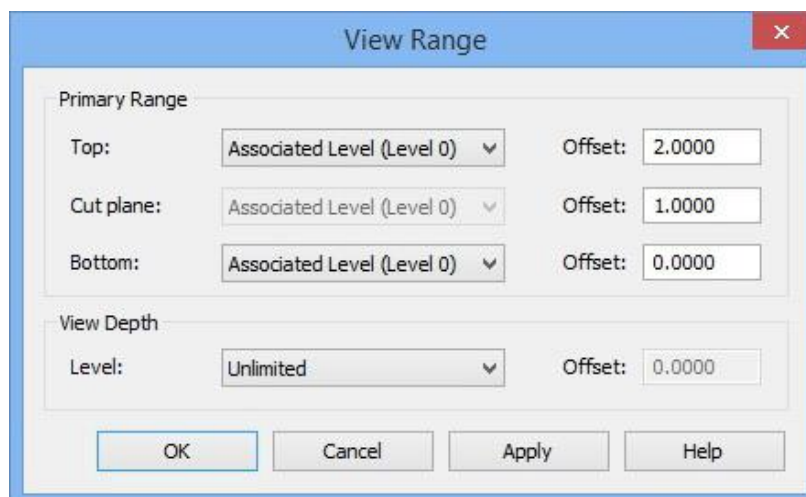 View Range
Primary Range
Top: Associated Level (Level 0) Offset: 2.0000
Cut plane: Associated Level (Level 0) Offset: 1.0000
Bottom: Associated Level (Level 0) Offset: 0.0000
View Depth
Level: Unlimited Offset: 0.0000
OK Cancel Apply Help